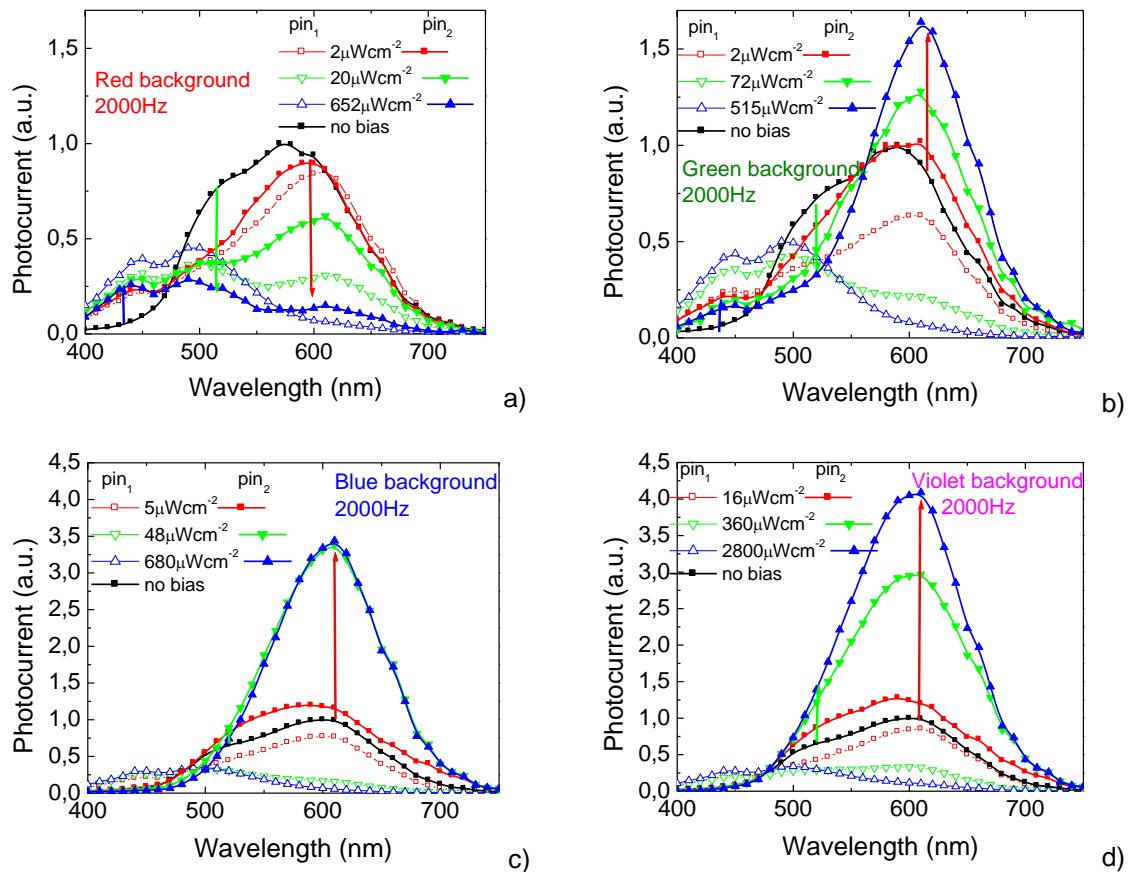 pin1 pin2
2µWcm-2
20µWcm-2
652µWcm-2
no bias
Red background
2000Hz
Photocurrent (a.u.)
1,5
1,0
0,5
0,0
400 500 600 700
Wavelength (nm)
a)
pin1 pin2
2µWcm-2
72µWcm-2
515µWcm-2
no bias
Green background
2000Hz
Photocurrent (a.u.)
1,5
1,0
0,5
0,0
400 500 600 700
Wavelength (nm)
b)
pin1 pin2
5µWcm-2
48µWcm-2
680µWcm-2
no bias
Blue background
2000Hz
Photocurrent (a.u.)
4,5
4,0
3,5
3,0
2,5
2,0
1,5
1,0
0,5
0,0
400 500 600 700
Wavelength (nm)
c)
pin1 pin2
16µWcm-2
360µWcm-2
2800µWcm-2
no bias
Violet background
2000Hz
Photocurrent (a.u.)
4,5
4,0
3,5
3,0
2,5
2,0
1,5
1,0
0,5
0,0
400 500 600 700
Wavelength (nm)
d)